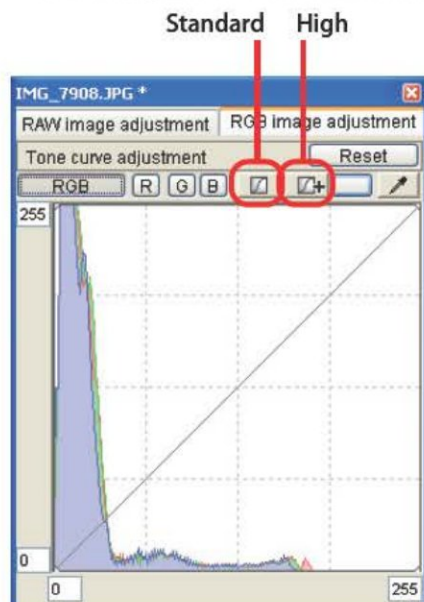 Standard High
IMG_7908.JPG *
RAW image adjustment RGB image adjustment
Tone curve adjustment Reset
RGB R G B
255
0
0 255